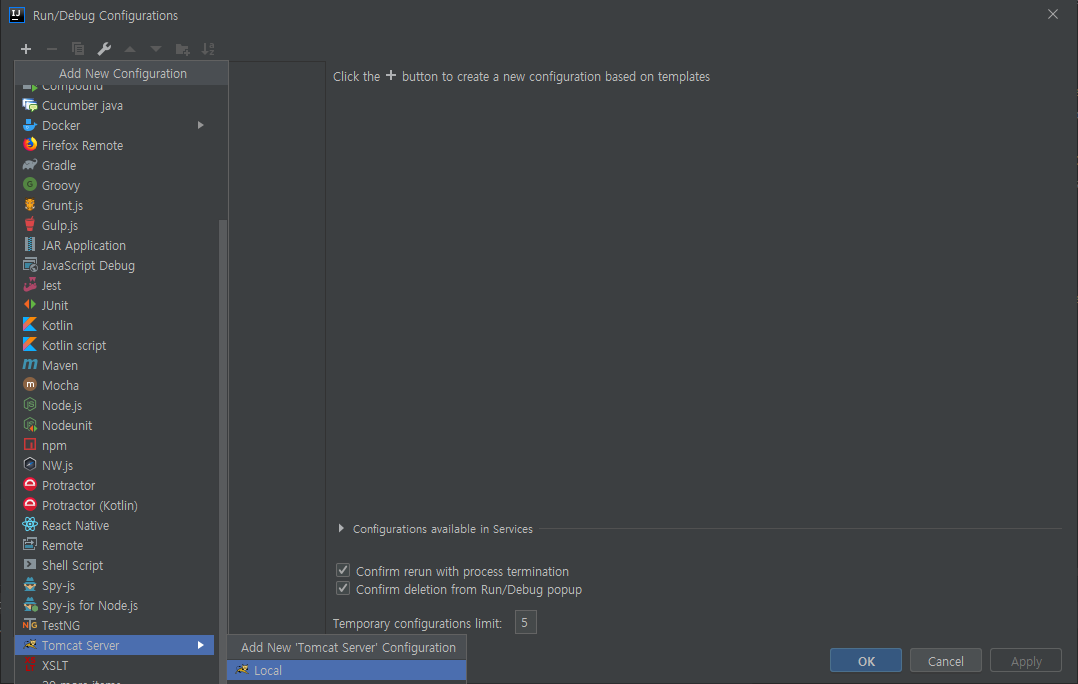 Run/Debug Configurations
Add New Configuration
Click the + button to create a new configuration based on templates
Compound
Cucumber java
Docker
Firefox Remote
Gradle
Groovy
Grunt.js
Gulp.js
JAR Application
JavaScript Debug
Jest
JUnit
Kotlin
Kotlin script
Maven
Mocha
Node.js
Nodeunit
npm
NW.js
Protractor
Protractor (Kotlin)
React Native
Remote
Shell Script
Spy-js
Spy-js for Node.js
TestNG
Tomcat Server
XSLT
Add New 'Tomcat Server' Configuration
Local
Configurations available in Services
Confirm rerun with process termination
Confirm deletion from Run/Debug popup
Temporary configurations limit: 5
OK Cancel Apply